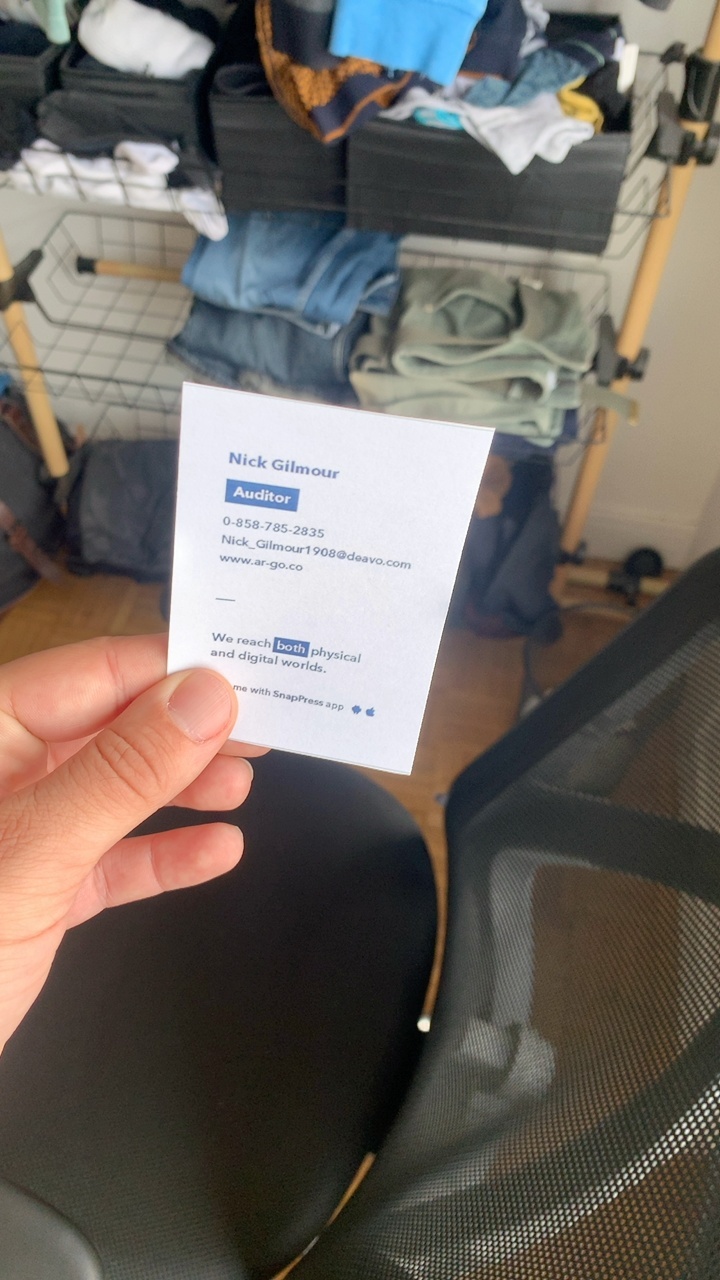 Nick Gilmour
Auditor
0-858-785-2835
Nick_Gilmour1908@deavo.com
www.ar-go.co
—
We reach both physical
and digital worlds.
me with SnapPress app